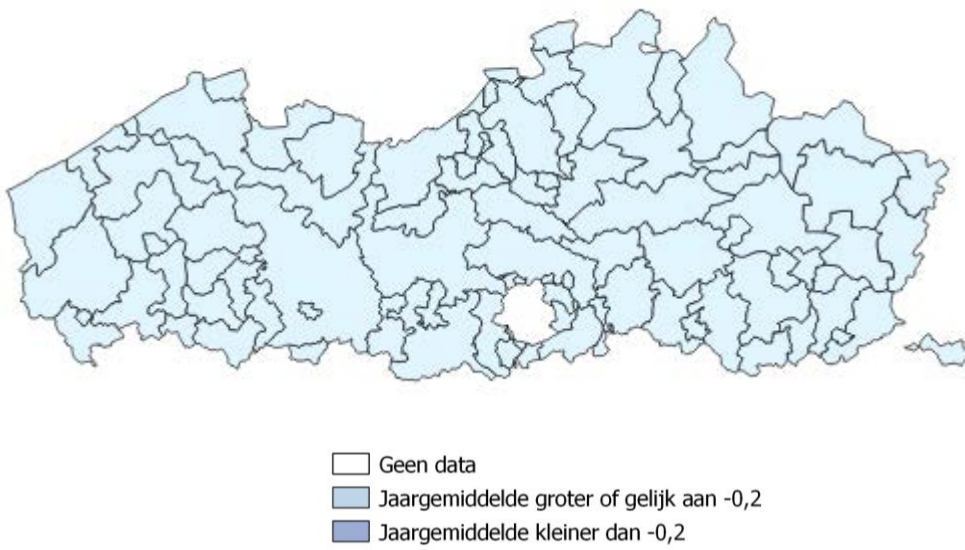 Geen data
Jaargemiddelde groter of gelijk aan -0,2
Jaargemiddelde kleiner dan -0,2